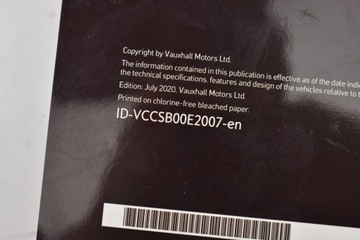 Copyright by Vauxhall Motors Ltd.
The information contained in this publication is effective as of the date indi
the technical specifications, features and design of the vehicles relative to t
Edition: July 2020, Vauxhall Motors Ltd.
Printed on chlorine-free bleached paper.
ID-VCCSB00E2007-en